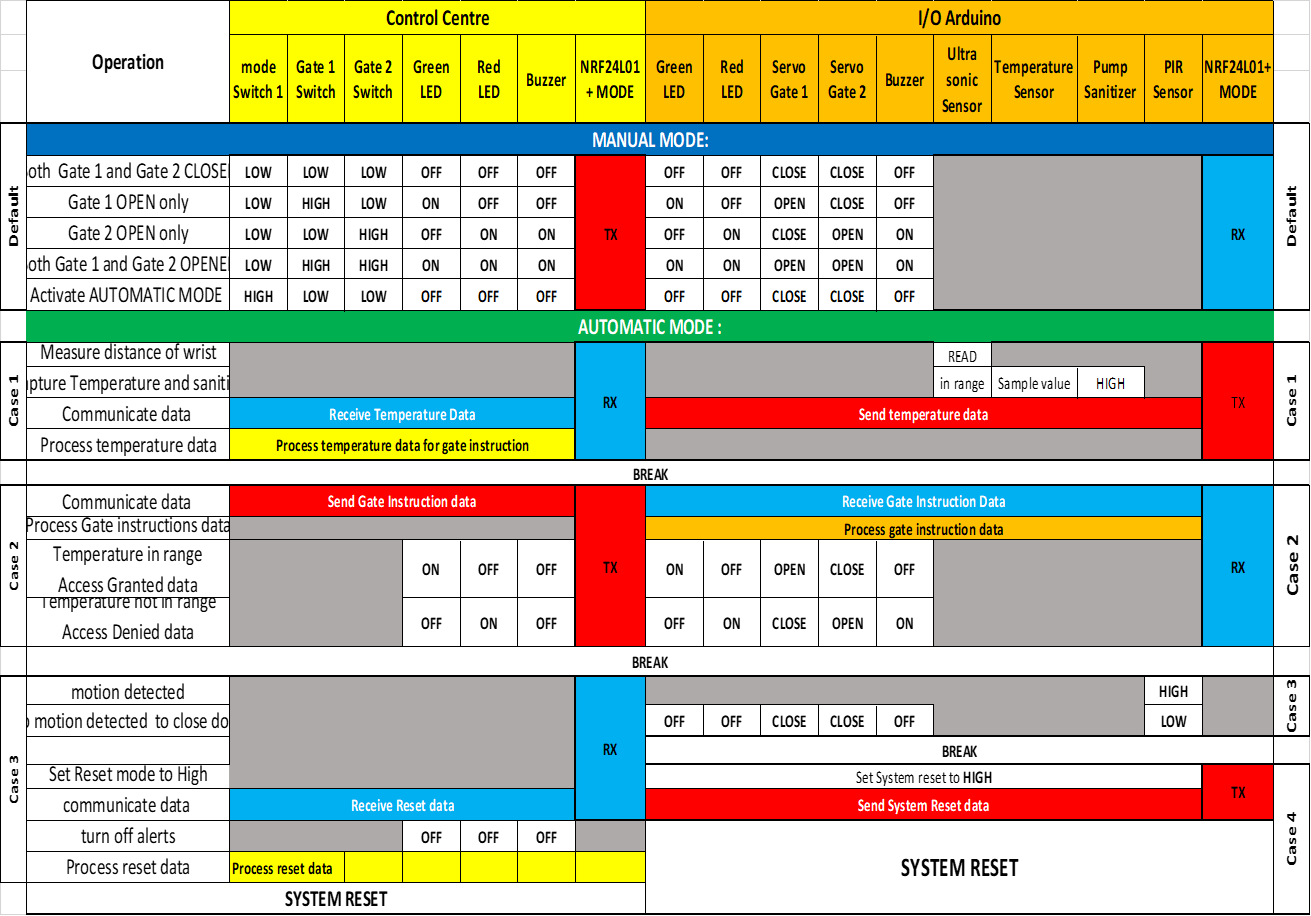 Control Centre I/O Arduino
Operation mode Switch 1 Gate 1 Switch Gate 2 Switch Green LED Red LED Buzzer NRF24L01 + MODE Green LED Red LED Servo Gate 1 Servo Gate 2 Buzzer Ultra sonic Sensor Temperature Sensor Pump Sanitizer PIR Sensor NRF24L01+ MODE
MANUAL MODE:
Default
Default
oth Gate 1 and Gate 2 CLOSE LOW LOW LOW OFF OFF OFF OFF OFF CLOSE CLOSE OFF
Gate 1 OPEN only LOW HIGH LOW ON OFF OFF ON OFF OPEN CLOSE OFF
Gate 2 OPEN only LOW LOW HIGH OFF ON ON TX OFF ON CLOSE OPEN ON RX
oth Gate 1 and Gate 2 OPENE LOW HIGH HIGH ON ON ON ON ON OPEN OPEN ON
Activate AUTOMATIC MODE HIGH LOW LOW OFF OFF OFF OFF OFF CLOSE CLOSE OFF
AUTOMATIC MODE :
Case 1
Case 1
Measure distance of wrist READ
pture Temperature and saniti RX in range Sample value HIGH TX
Communicate data Receive Temperature Data Send temperature data
Process temperature data Process temperature data for gate instruction
BREAK
Case 2
Case 2
Communicate data Send Gate Instruction data Receive Gate Instruction Data
Process Gate instructions data Process gate instruction data
Temperature in range
Access Granted data ON OFF OFF TX ON OFF OPEN CLOSE OFF RX
Temperature not in range
Access Denied data OFF ON OFF OFF ON CLOSE OPEN ON
BREAK
Case 3
Case 3
motion detected HIGH
motion detected to close do OFF OFF CLOSE CLOSE OFF LOW
RX BREAK
Set Reset mode to High Set System reset to HIGH TX
communicate data Receive Reset data Send System Reset data
Case 4
turn off alerts OFF OFF OFF
Process reset data Process reset data SYSTEM RESET
SYSTEM RESET